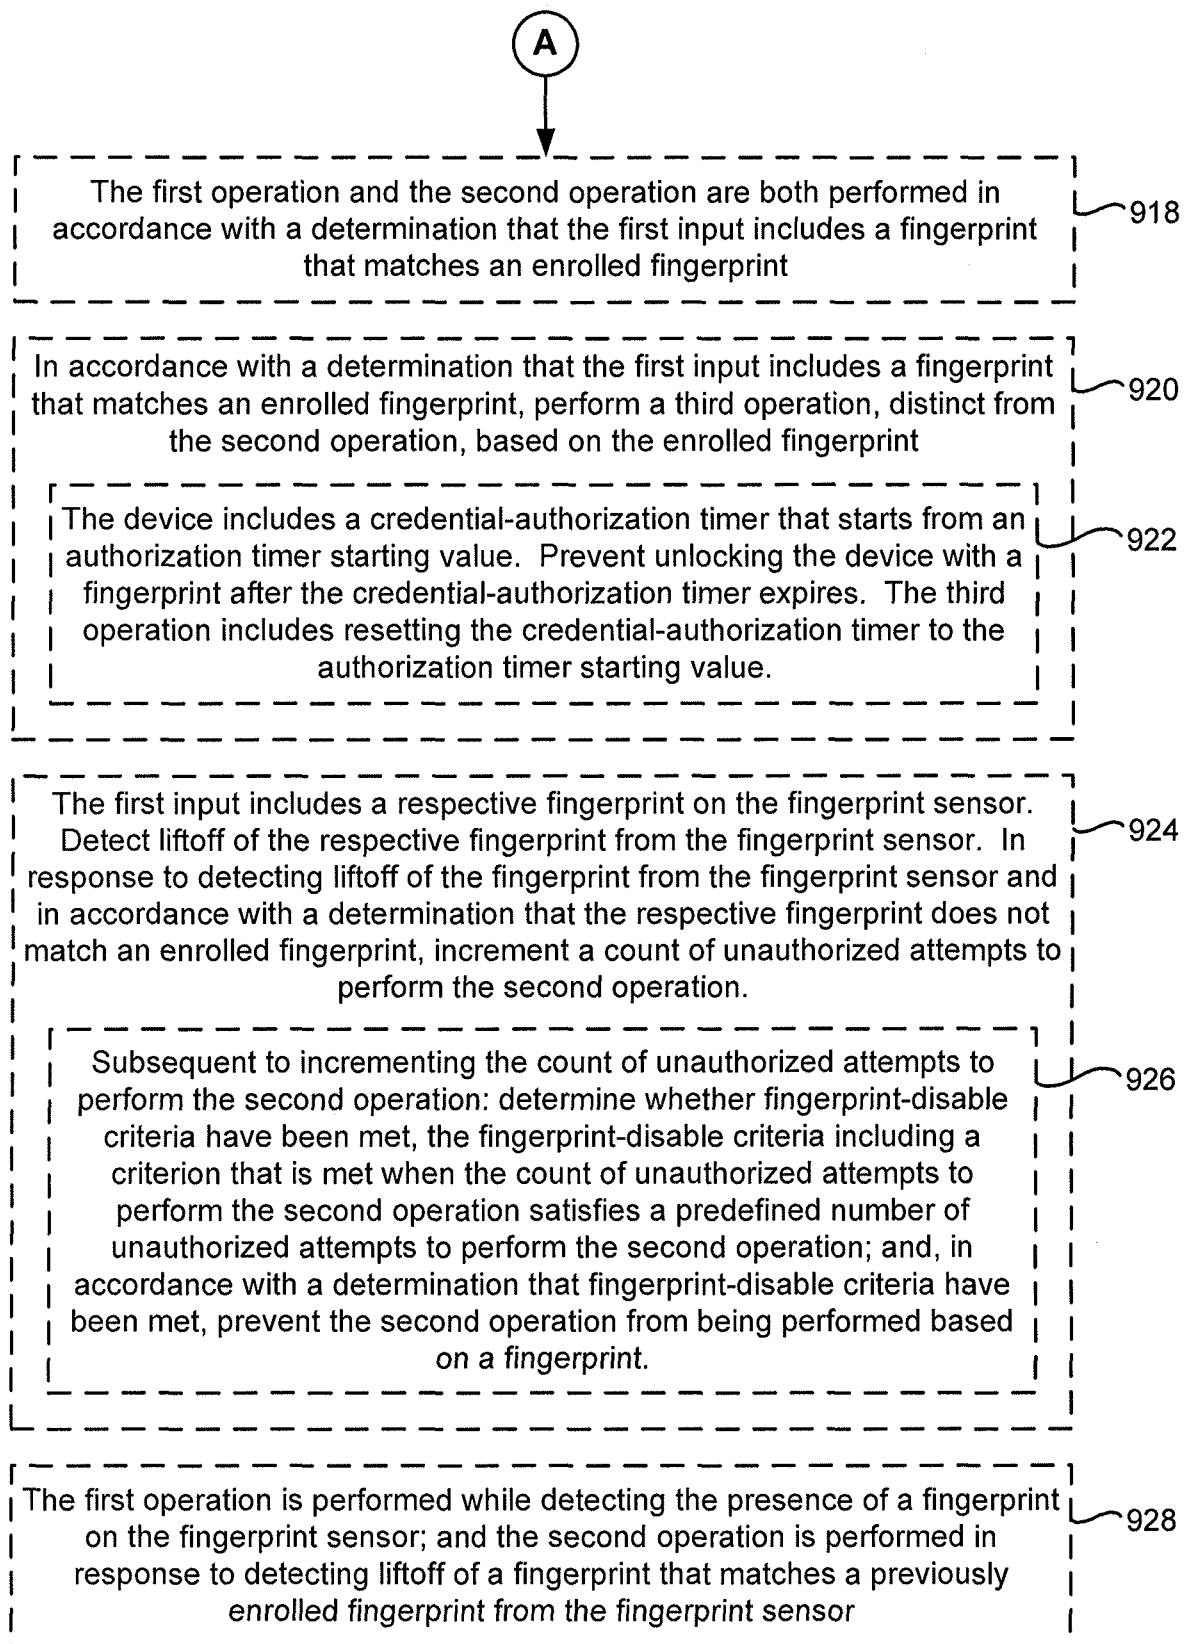 A
The first operation and the second operation are both performed in
accordance with a determination that the first input includes a fingerprint
that matches an enrolled fingerprint
918
In accordance with a determination that the first input includes a fingerprint
that matches an enrolled fingerprint, perform a third operation, distinct from
the second operation, based on the enrolled fingerprint
920
The device includes a credential-authorization timer that starts from an
authorization timer starting value.  Prevent unlocking the device with a
fingerprint after the credential-authorization timer expires.  The third
operation includes resetting the credential-authorization timer to the
authorization timer starting value.
922
The first input includes a respective fingerprint on the fingerprint sensor.
Detect liftoff of the respective fingerprint from the fingerprint sensor.  In
response to detecting liftoff of the fingerprint from the fingerprint sensor and
in accordance with a determination that the respective fingerprint does not
match an enrolled fingerprint, increment a count of unauthorized attempts to
perform the second operation.
924
Subsequent to incrementing the count of unauthorized attempts to
perform the second operation: determine whether fingerprint-disable
criteria have been met, the fingerprint-disable criteria including a
criterion that is met when the count of unauthorized attempts to
perform the second operation satisfies a predefined number of
unauthorized attempts to perform the second operation; and, in
accordance with a determination that fingerprint-disable criteria have
been met, prevent the second operation from being performed based
on a fingerprint.
926
The first operation is performed while detecting the presence of a fingerprint
on the fingerprint sensor; and the second operation is performed in
response to detecting liftoff of a fingerprint that matches a previously
enrolled fingerprint from the fingerprint sensor
928